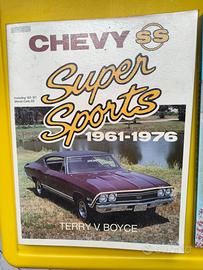 CHEVY SS
Super
Sports
1961-1976
TERRY V BOYCE